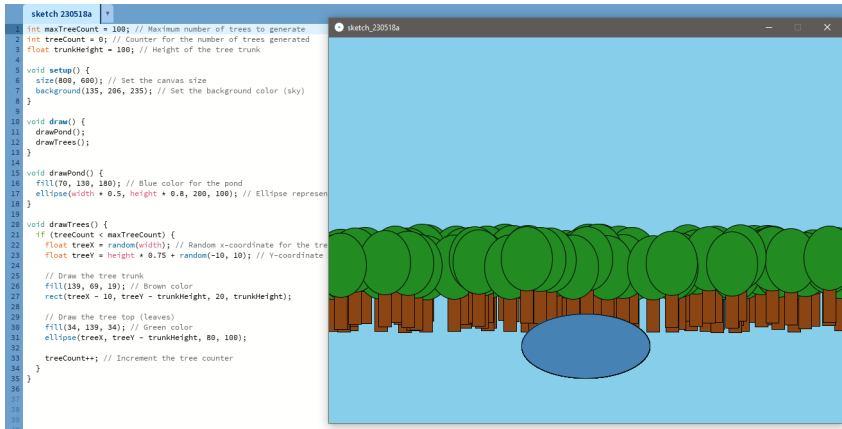 sketch 230518a
▼
1 int maxTreeCount = 100; // Maximum number of trees to generate
2 int treeCount = 0; // Counter for the number of trees generated
3 float trunkHeight = 100; // Height of the tree trunk
4
5 void setup() {
6   size(800, 600); // Set the canvas size
7   background(135, 206, 235); // Set the background color (sky)
8 }
9
10 void draw() {
11   drawPond();
12   drawTrees();
13 }
14
15 void drawPond() {
16   fill(70, 130, 180); // Blue color for the pond
17   ellipse(width * 0.5, height * 0.8, 200, 100); // Ellipse represen
18 }
19
20 void drawTrees() {
21   if (treeCount < maxTreeCount) {
22     float treeX = random(width); // Random x-coordinate for the tre
23     float treeY = height * 0.75 + random(-10, 10); // Y-coordinate
24
25     // Draw the tree trunk
26     fill(139, 69, 19); // Brown color
27     rect(treeX - 10, treeY - trunkHeight, 20, trunkHeight);
28
29     // Draw the tree top (leaves)
30     fill(34, 139, 34); // Green color
31     ellipse(treeX, treeY - trunkHeight, 80, 100);
32
33     treeCount++; // Increment the tree counter
34   }
35 }
36
37
38
39
sketch_230518a